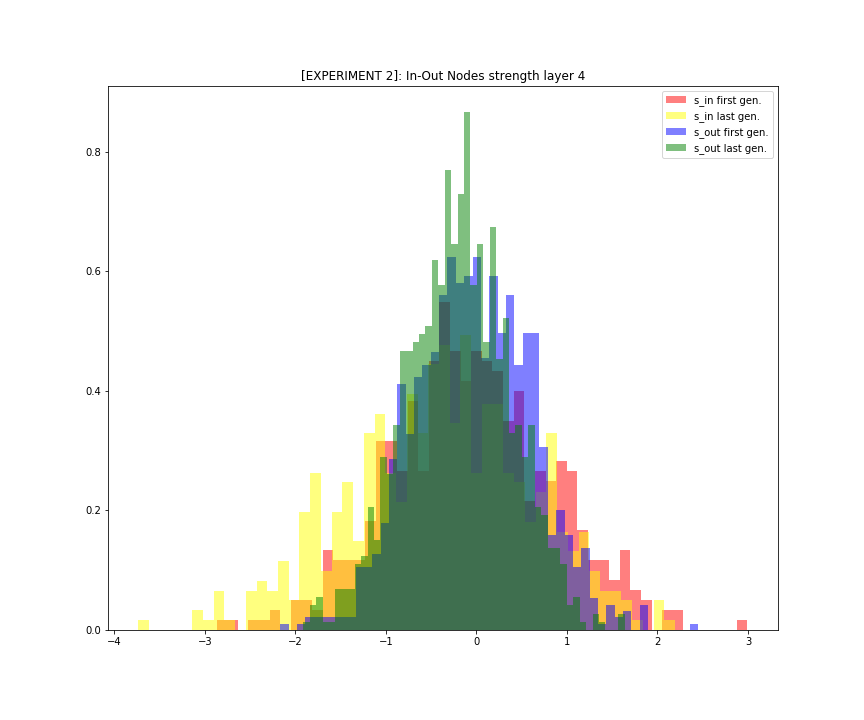 [EXPERIMENT 2]: In-Out Nodes strength layer 4
s_in first gen.
s_in last gen.
s_out first gen.
s_out last gen.
0.8
0.6
0.4
0.2
0.0
−4 −3 −2 −1 0 1 2 3